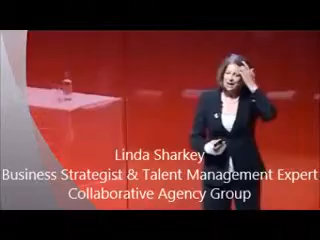 Linda Sharkey
Business Strategist & Talent Management Expert
Collaborative Agency Group